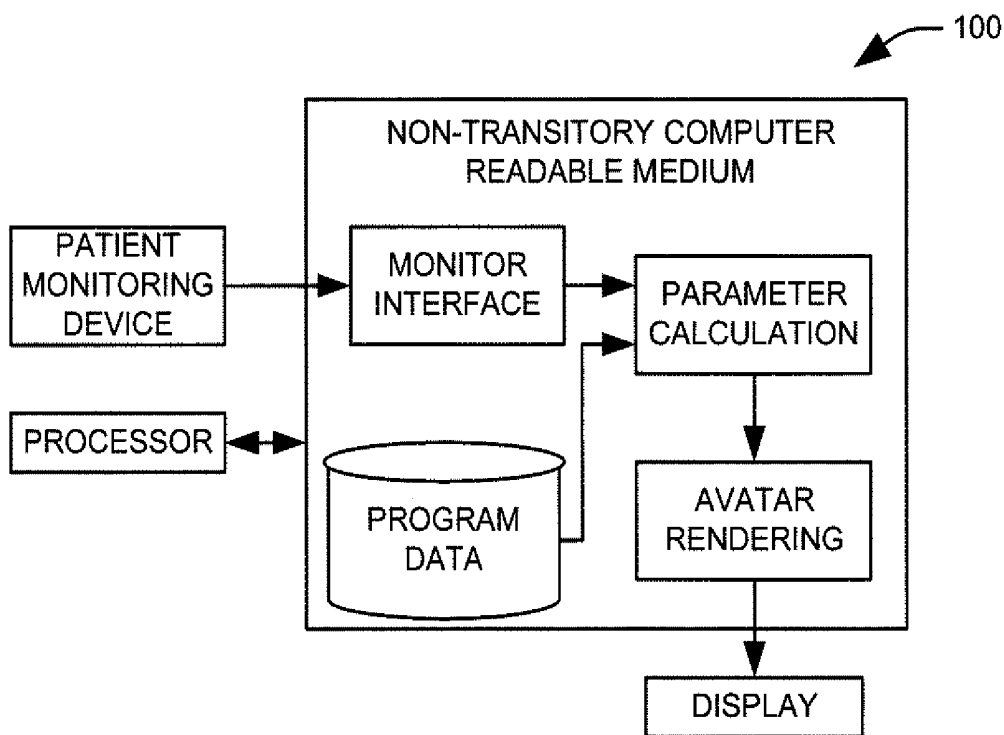 100
NON-TRANSITORY COMPUTER
READABLE MEDIUM
PATIENT
MONITORING
DEVICE
MONITOR
INTERFACE
PARAMETER
CALCULATION
PROCESSOR
PROGRAM
DATA
AVATAR
RENDERING
DISPLAY